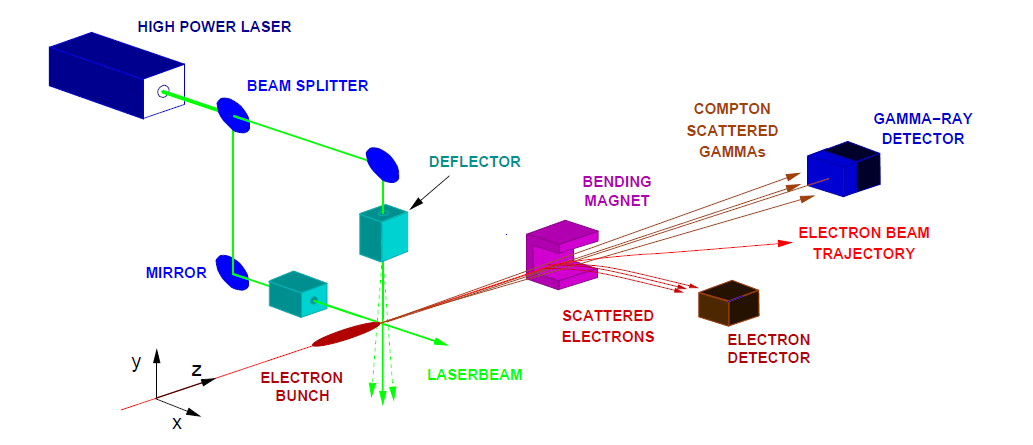 HIGH POWER LASER
BEAM SPLITTER
COMPTON
SCATTERED
GAMMAs
GAMMA–RAY
DETECTOR
DEFLECTOR
BENDING
MAGNET
ELECTRON BEAM
TRAJECTORY
MIRROR
SCATTERED
ELECTRONS
ELECTRON
DETECTOR
y
z
x
ELECTRON
BUNCH
LASERBEAM